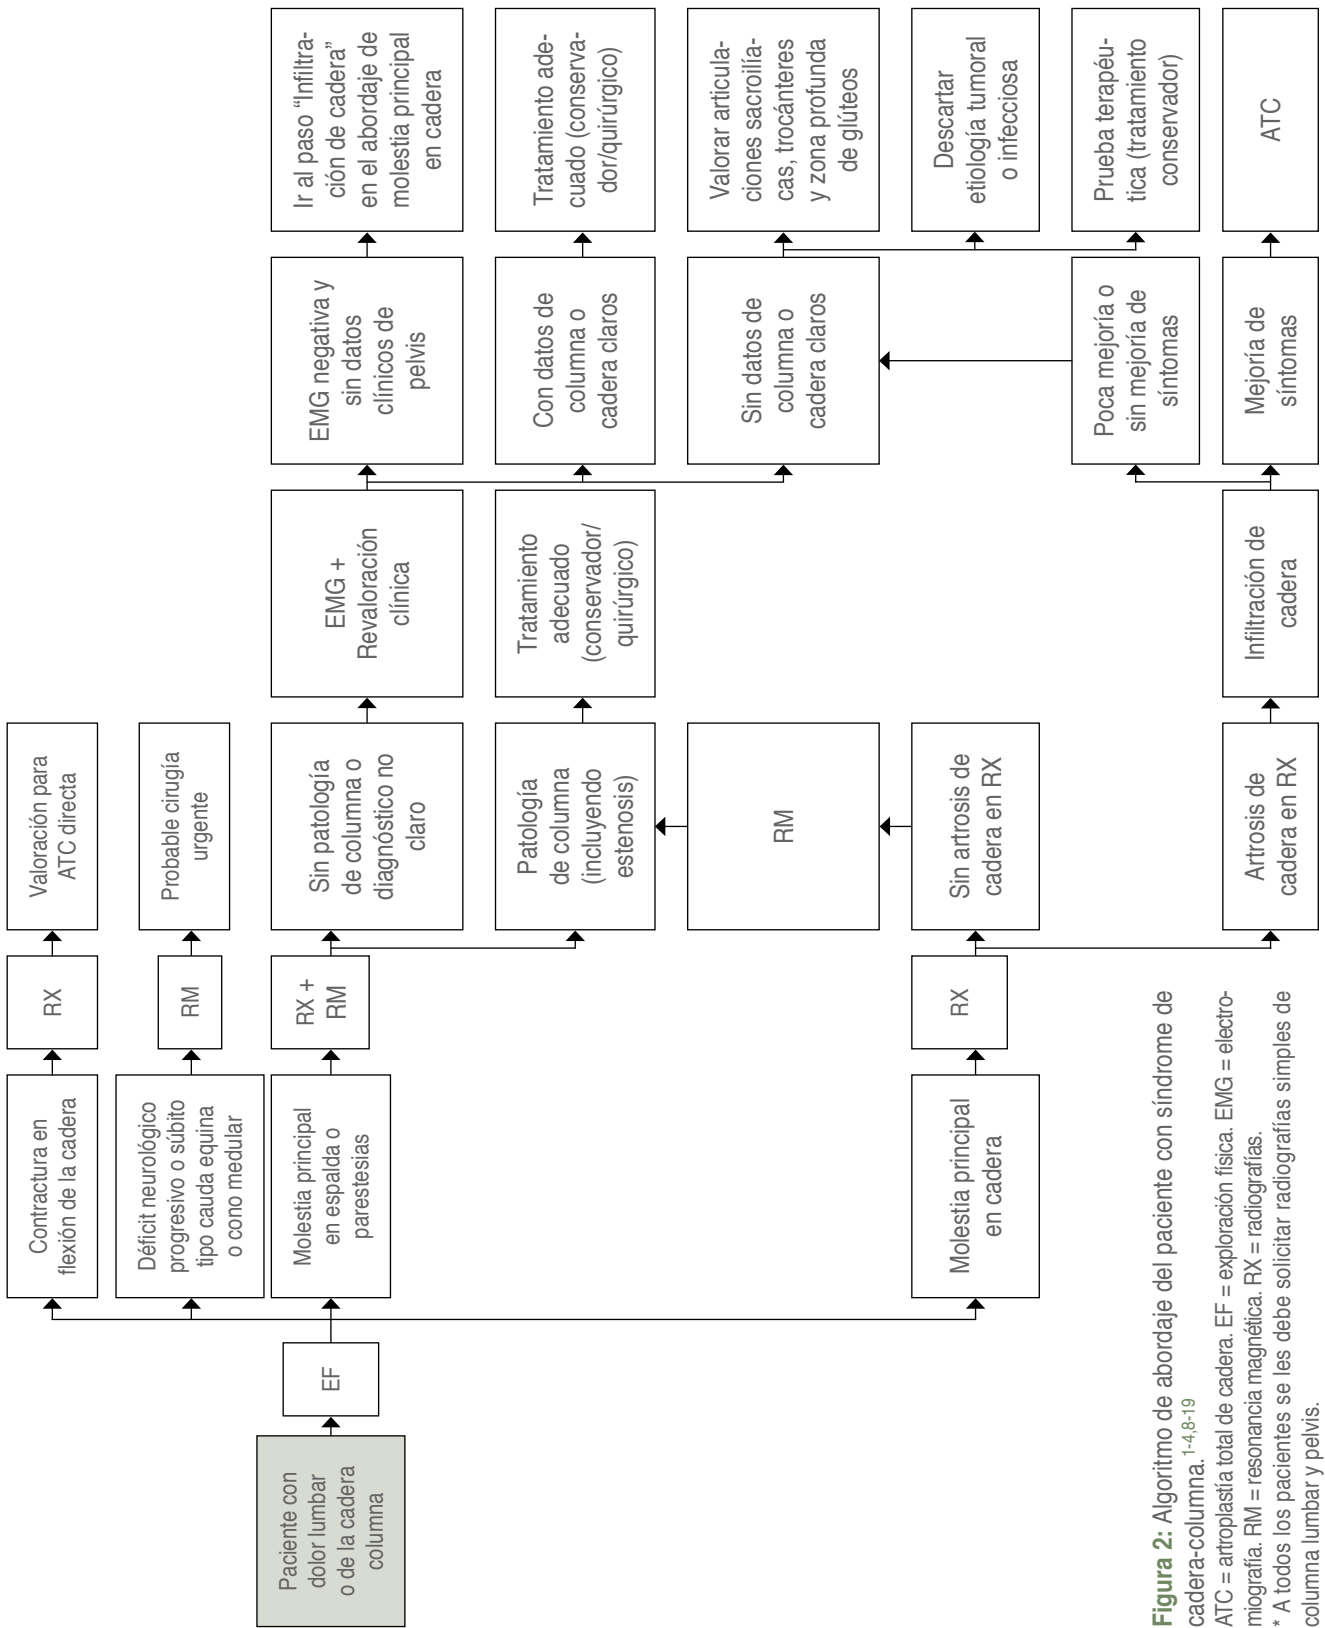 Paciente con
dolor lumbar
o de la cadera
columna
EF
Contractura en
flexión de la cadera
RX
Valoración para
ATC directa
Déficit neurológico
progresivo o súbito
tipo cauda equina
o cono medular
RM
Probable cirugía
urgente
Molestia principal
en espalda o
parestesias
RX +
RM
Sin patología
de columna o
diagnóstico no
claro
EMG +
Revaloración
clínica
EMG negativa y
sin datos
clínicos de
pelvis
Ir al paso “Infiltra-
ción de cadera”
en el abordaje de
molestia principal
en cadera
Patología
de columna
(incluyendo
estenosis)
Tratamiento
adecuado
(conservador/
quirúrgico)
Con datos de
columna o
cadera claros
Tratamiento ade-
cuado (conserva-
dor/quirúrgico)
RM
Sin datos de
columna o
cadera claros
Valorar articula-
ciones sacroilía-
cas, trocánteres
y zona profunda
de glúteos
Descartar
etiología tumoral
o infecciosa
Prueba terapéu-
tica (tratamiento
conservador)
Molestia principal
en cadera
RX
Sin artrosis de
cadera en RX
Artrosis de
cadera en RX
Infiltración de
cadera
Poca mejoría o
sin mejoría de
síntomas
Mejoría de
síntomas
ATC
Figura 2: Algoritmo de abordaje del paciente con síndrome de
cadera-columna.1-4,8-19
ATC = artroplastía total de cadera. EF = exploración física. EMG = electro-
miografía. RM = resonancia magnética. RX = radiografías.
* A todos los pacientes se les debe solicitar radiografías simples de
columna lumbar y pelvis.